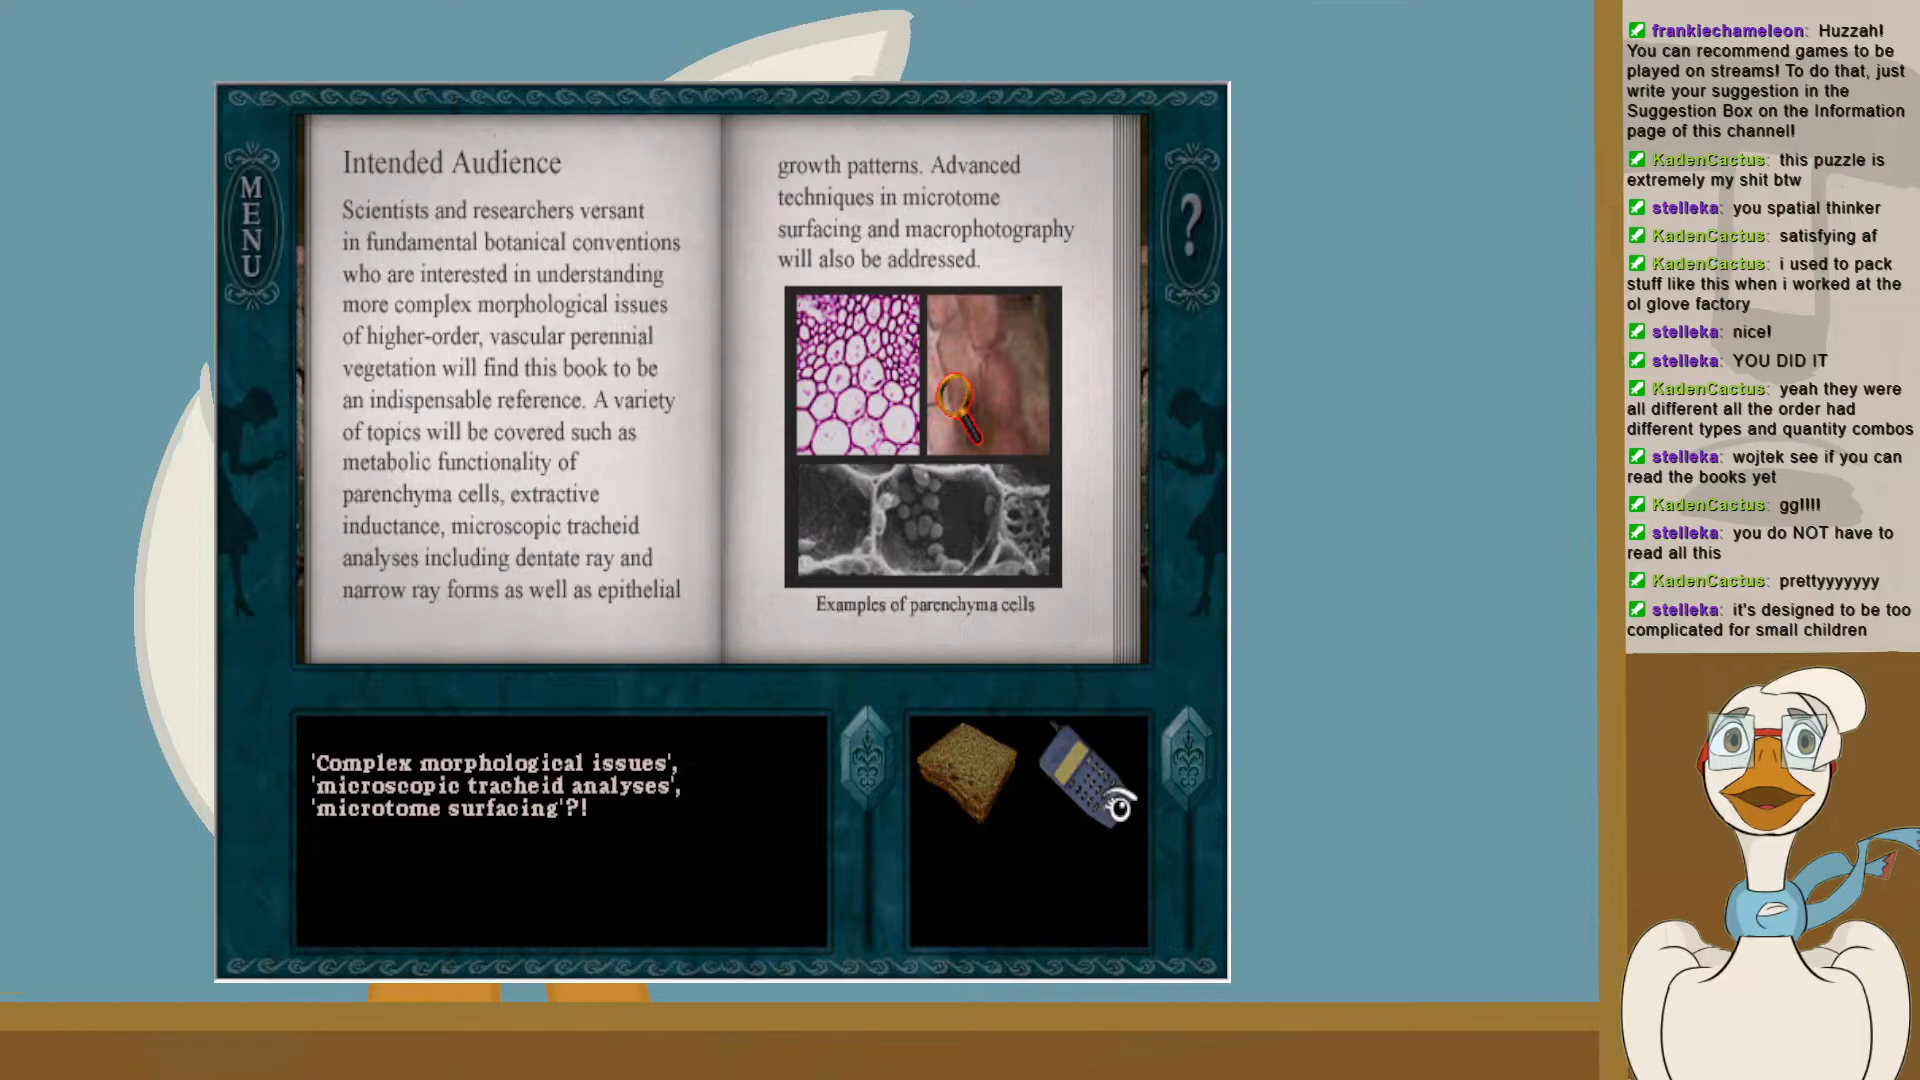 MENU
?
Intended Audience
Scientists and researchers versant
in fundamental botanical conventions
who are interested in understanding
more complex morphological issues
of higher-order, vascular perennial
vegetation will find this book to be
an indispensable reference. A variety
of topics will be covered such as
metabolic functionality of
parenchyma cells, extractive
inductance, microscopic tracheid
analyses including dentate ray and
narrow ray forms as well as epithelial
growth patterns. Advanced
techniques in microtome
surfacing and macrophotography
will also be addressed.
Examples of parenchyma cells
'Complex morphological issues',
'microscopic tracheid analyses',
'microtome surfacing'?!
frankiechameleon: Huzzah!
You can recommend games to be
played on streams! To do that, just
write your suggestion in the
Suggestion Box on the Information
page of this channel!
KadenCactus: this puzzle is
extremely my shit btw
stelleka: you spatial thinker
KadenCactus: satisfying af
KadenCactus: i used to pack
stuff like this when i worked at the
ol glove factory
stelleka: nice!
stelleka: YOU DID IT
KadenCactus: yeah they were
all different all the order had
different types and quantity combos
stelleka: wojtek see if you can
read the books yet
KadenCactus: gg!!!!
stelleka: you do NOT have to
read all this
KadenCactus: prettyyyyyyy
stelleka: it's designed to be too
complicated for small children